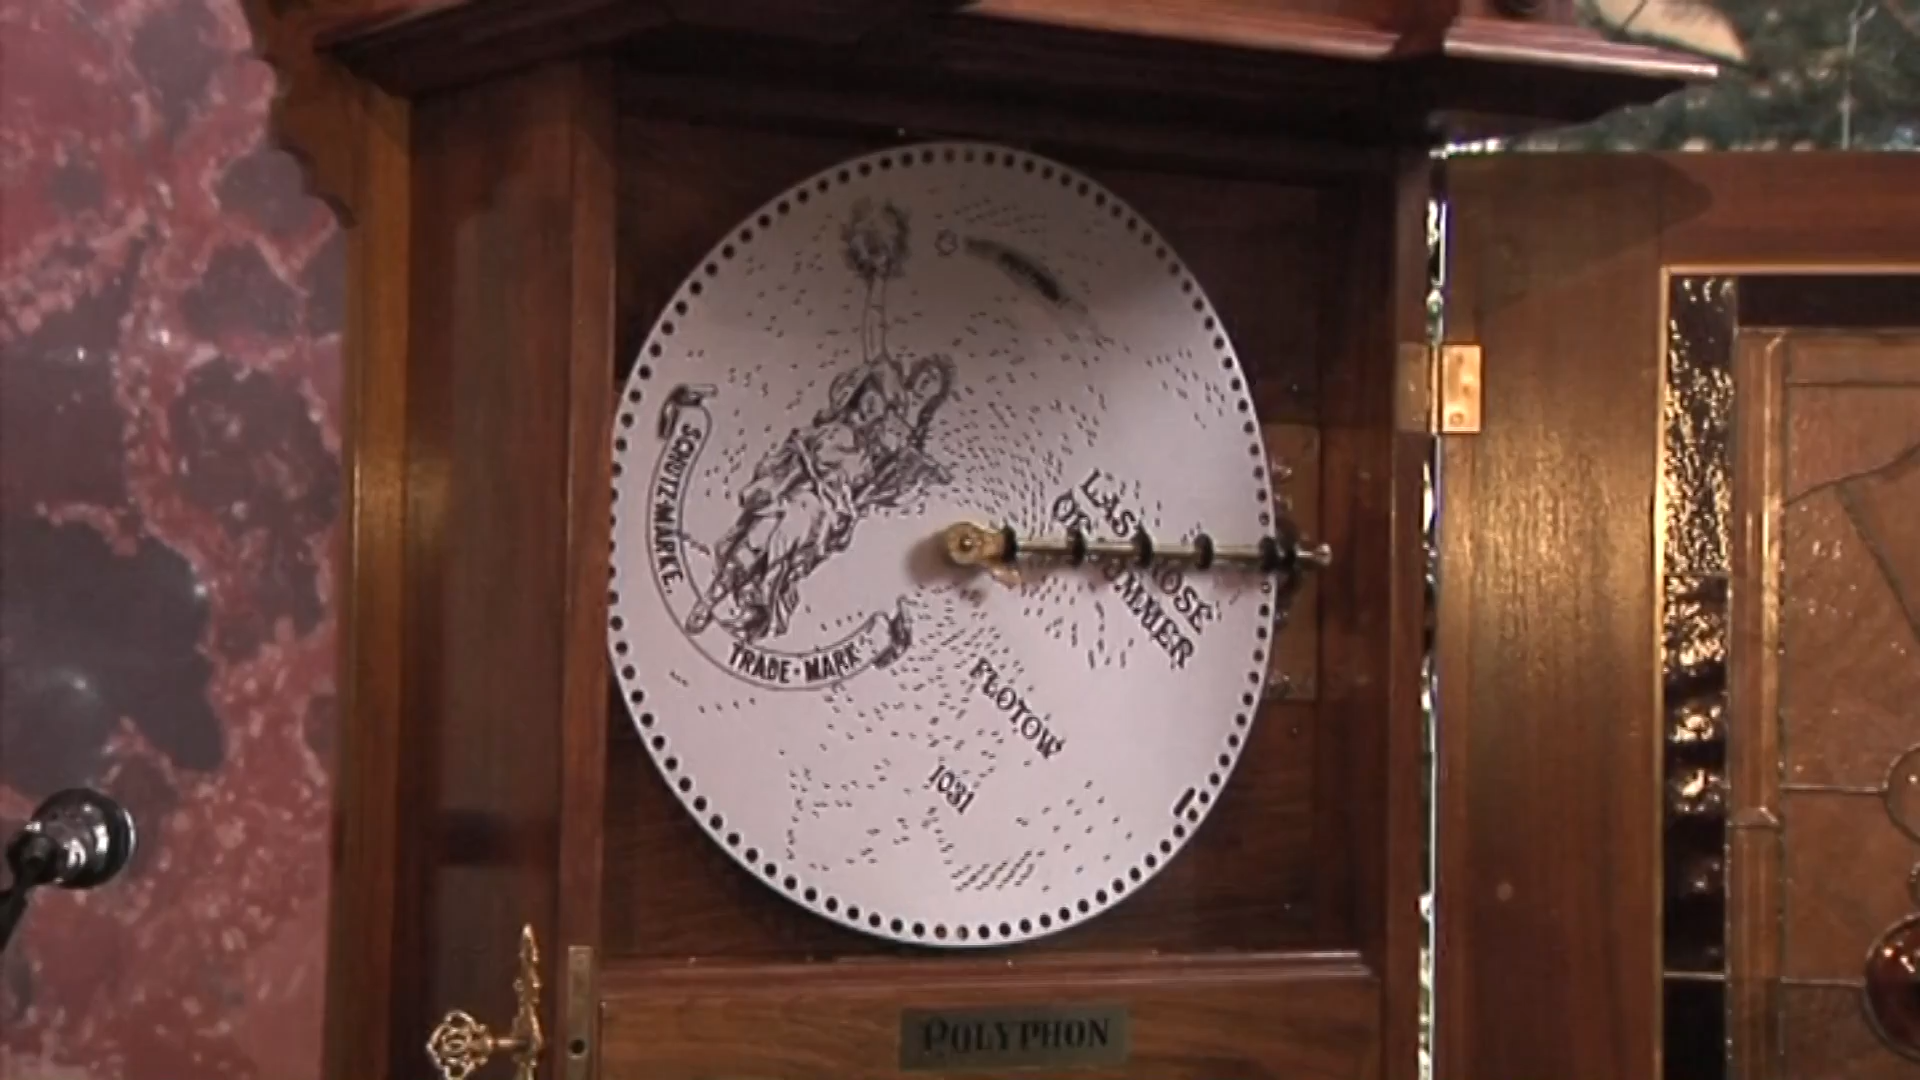 SCHUTZ-MARKE.
TRADE-MARK
LAST ROSE
OF SUMMER
FLOTOW
1031
POLYPHON